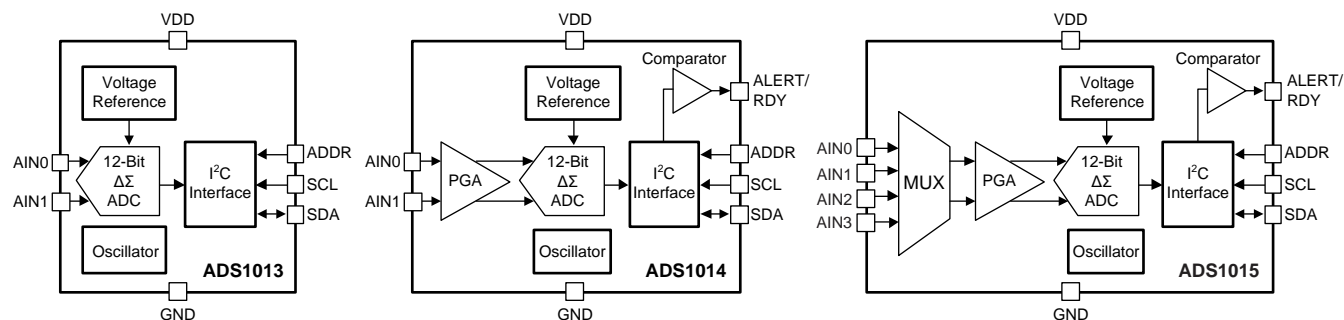 VDD
Voltage
Reference
AIN0
AIN1
12-Bit
ΔΣ
ADC
I²C
Interface
ADDR
SCL
SDA
Oscillator
ADS1013
GND
VDD
Comparator
Voltage
Reference
ALERT/
RDY
AIN0
AIN1
PGA
12-Bit
ΔΣ
ADC
I²C
Interface
ADDR
SCL
SDA
Oscillator
ADS1014
GND
VDD
Comparator
Voltage
Reference
ALERT/
RDY
AIN0
AIN1
AIN2
AIN3
MUX
PGA
12-Bit
ΔΣ
ADC
I²C
Interface
ADDR
SCL
SDA
Oscillator
ADS1015
GND